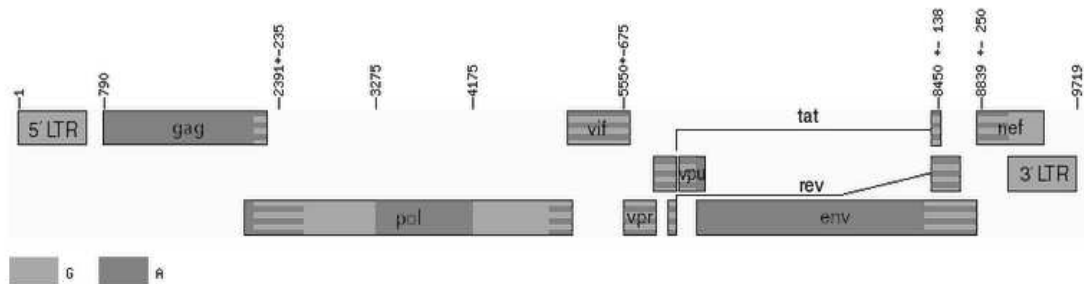 1
790
2391+-235
3275
4175
5550+-675
8450 +- 138
8839 +- 250
9719
5' LTR
gag
vif
tat
nef
vpu
rev
3' LTR
pol
vpr
env
G
A